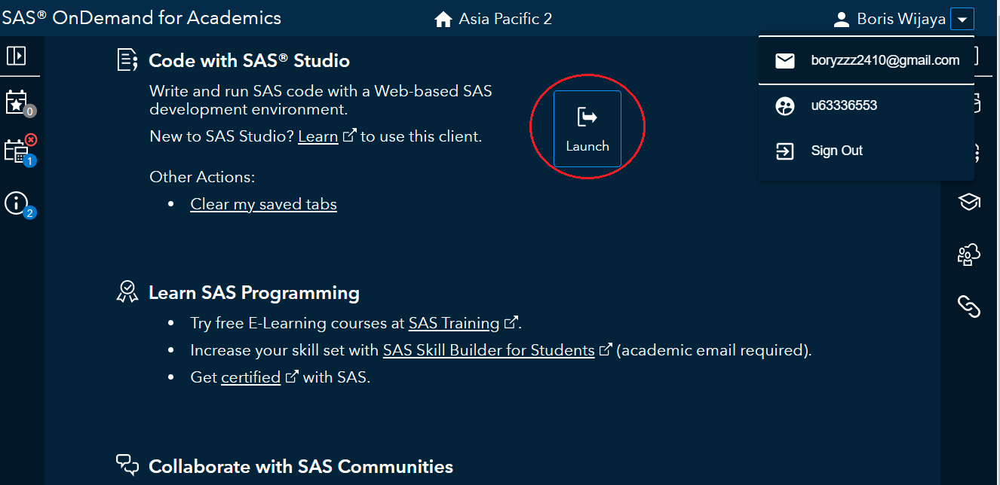 SAS® OnDemand for Academics
Asia Pacific 2
Boris Wijaya
boryzzz2410@gmail.com
u63336553
Sign Out
0
1
2
Code with SAS® Studio
Write and run SAS code with a Web-based SAS
development environment.
New to SAS Studio? Learn to use this client.
Launch
Other Actions:
• Clear my saved tabs
Learn SAS Programming
• Try free E-Learning courses at SAS Training.
• Increase your skill set with SAS Skill Builder for Students (academic email required).
• Get certified with SAS.
Collaborate with SAS Communities